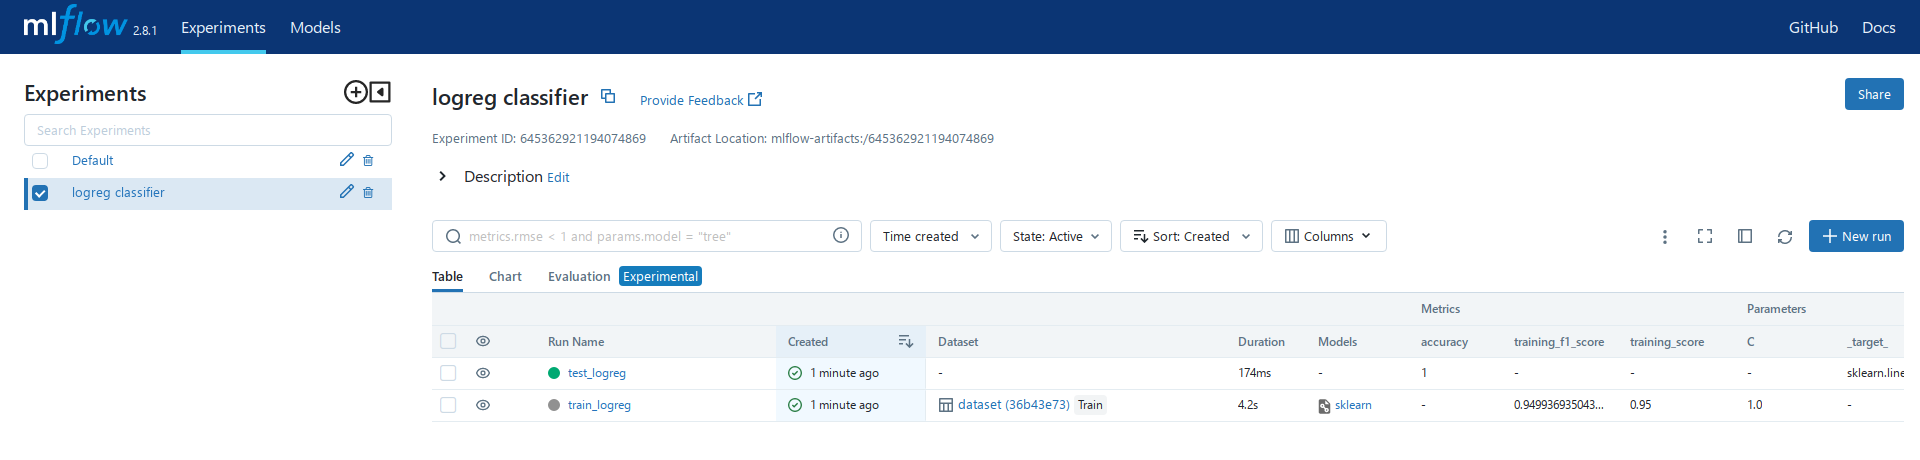 mlflow 2.8.1 Experiments Models GitHub Docs
Experiments
Search Experiments
Default
logreg classifier
logreg classifier Provide Feedback Share
Experiment ID: 645362921194074869 Artifact Location: mlflow-artifacts:/645362921194074869
Description Edit
metrics.rmse < 1 and params.model = "tree" Time created State: Active Sort: Created Columns New run
Table Chart Evaluation Experimental
Metrics Parameters
Run Name Created Dataset Duration Models accuracy training_f1_score training_score C _target_
test_logreg 1 minute ago - 174ms - 1 - - - sklearn.line
train_logreg 1 minute ago dataset (36b43e73) Train 4.2s sklearn - 0.949936935043... 0.95 1.0 -